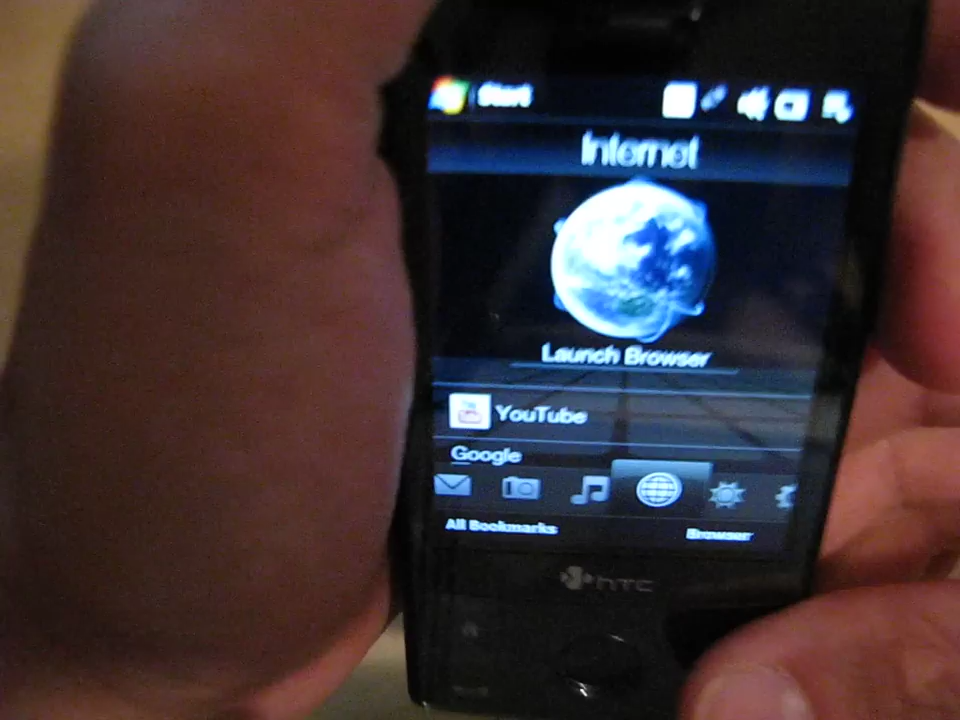 Start
Internet
Launch Browser
YouTube
Google
All Bookmarks
Browser
hTC